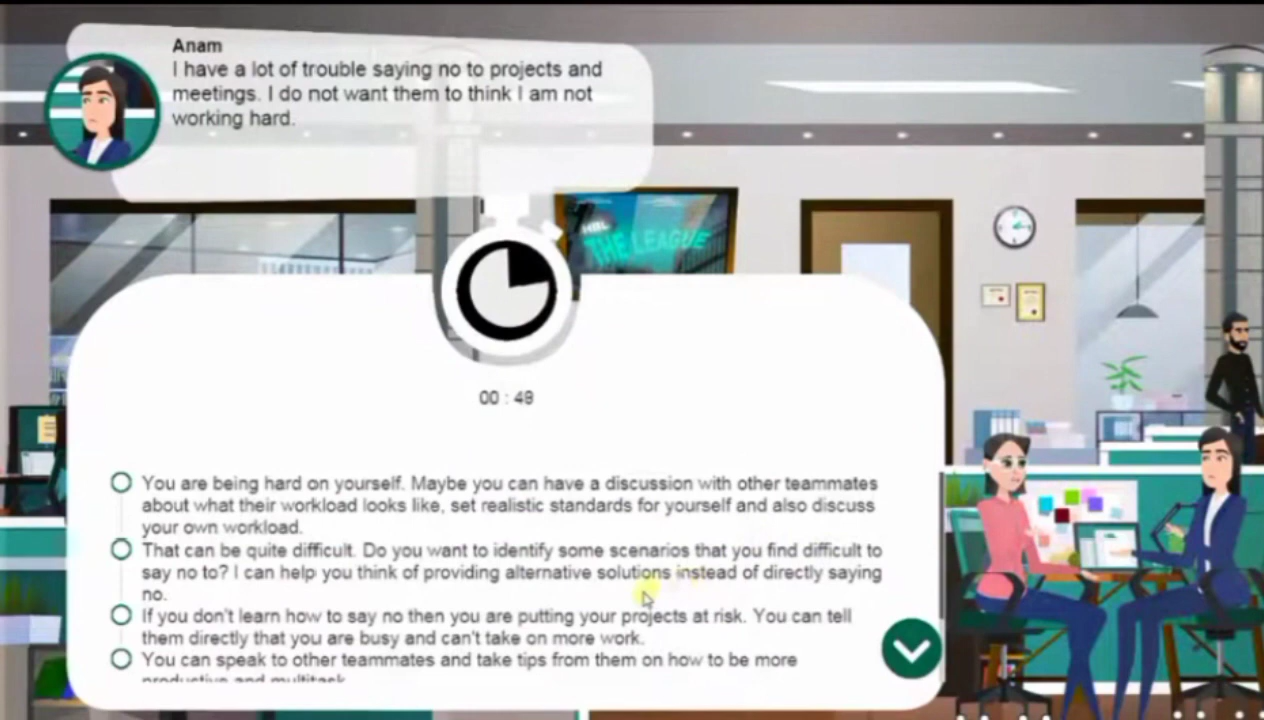 Anam
I have a lot of trouble saying no to projects and
meetings. I do not want them to think I am not
working hard.
HBL
THE LEAGUE
00 : 49
You are being hard on yourself. Maybe you can have a discussion with other teammates
about what their workload looks like, set realistic standards for yourself and also discuss
your own workload.
That can be quite difficult. Do you want to identify some scenarios that you find difficult to
say no to? I can help you think of providing alternative solutions instead of directly saying
no.
If you don't learn how to say no then you are putting your projects at risk. You can tell
them directly that you are busy and can't take on more work.
You can speak to other teammates and take tips from them on how to be more
productive and multitask.